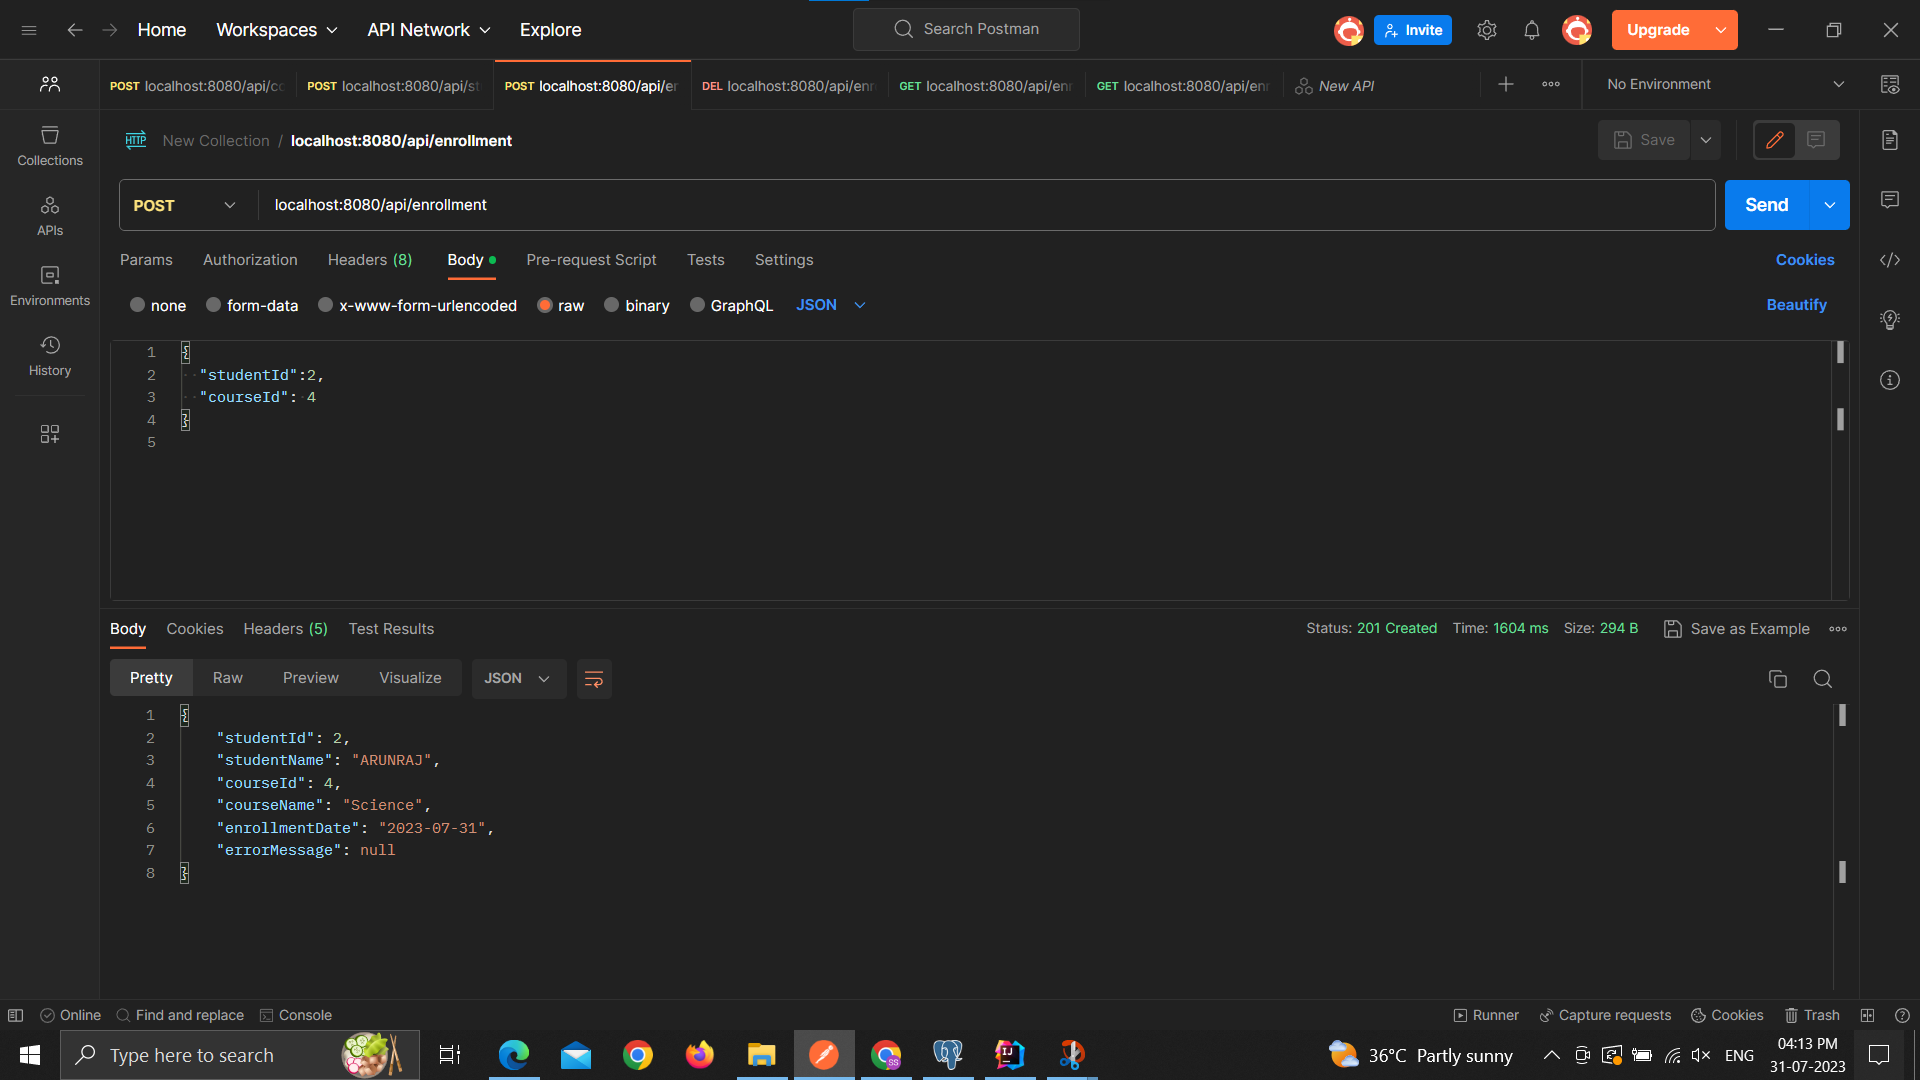 Home Workspaces API Network Explore Search Postman Invite Upgrade
POST localhost:8080/api/co POST localhost:8080/api/st POST localhost:8080/api/er DEL localhost:8080/api/enr GET localhost:8080/api/enr GET localhost:8080/api/enr New API No Environment
HTTP New Collection / localhost:8080/api/enrollment Save
Collections
APIs
Environments
History
POST localhost:8080/api/enrollment Send
Params Authorization Headers (8) Body Pre-request Script Tests Settings Cookies
none form-data x-www-form-urlencoded raw binary GraphQL JSON Beautify
1 {
2 "studentId":2,
3 "courseId": 4
4 }
5
Body Cookies Headers (5) Test Results Status: 201 Created Time: 1604 ms Size: 294 B Save as Example
Pretty Raw Preview Visualize JSON
1 {
2 "studentId": 2,
3 "studentName": "ARUNRAJ",
4 "courseId": 4,
5 "courseName": "Science",
6 "enrollmentDate": "2023-07-31",
7 "errorMessage": null
8 }
Online Find and replace Console Runner Capture requests Cookies Trash
Type here to search 36°C Partly sunny ENG 04:13 PM
31-07-2023